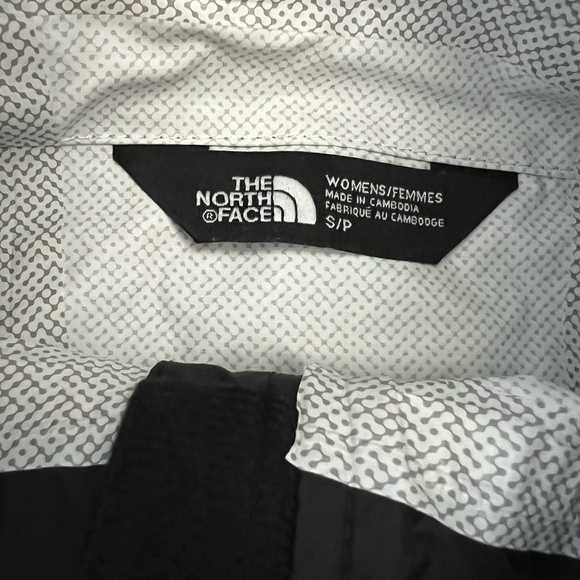 THE
NORTH
®FACE
WOMENS/FEMMES
MADE IN CAMBODIA
FABRIQUÉ AU CAMBODGE
S/P